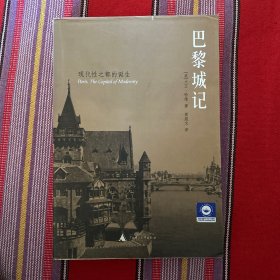 巴黎城记
现代性之都的诞生
Paris, The Capital of Modernity